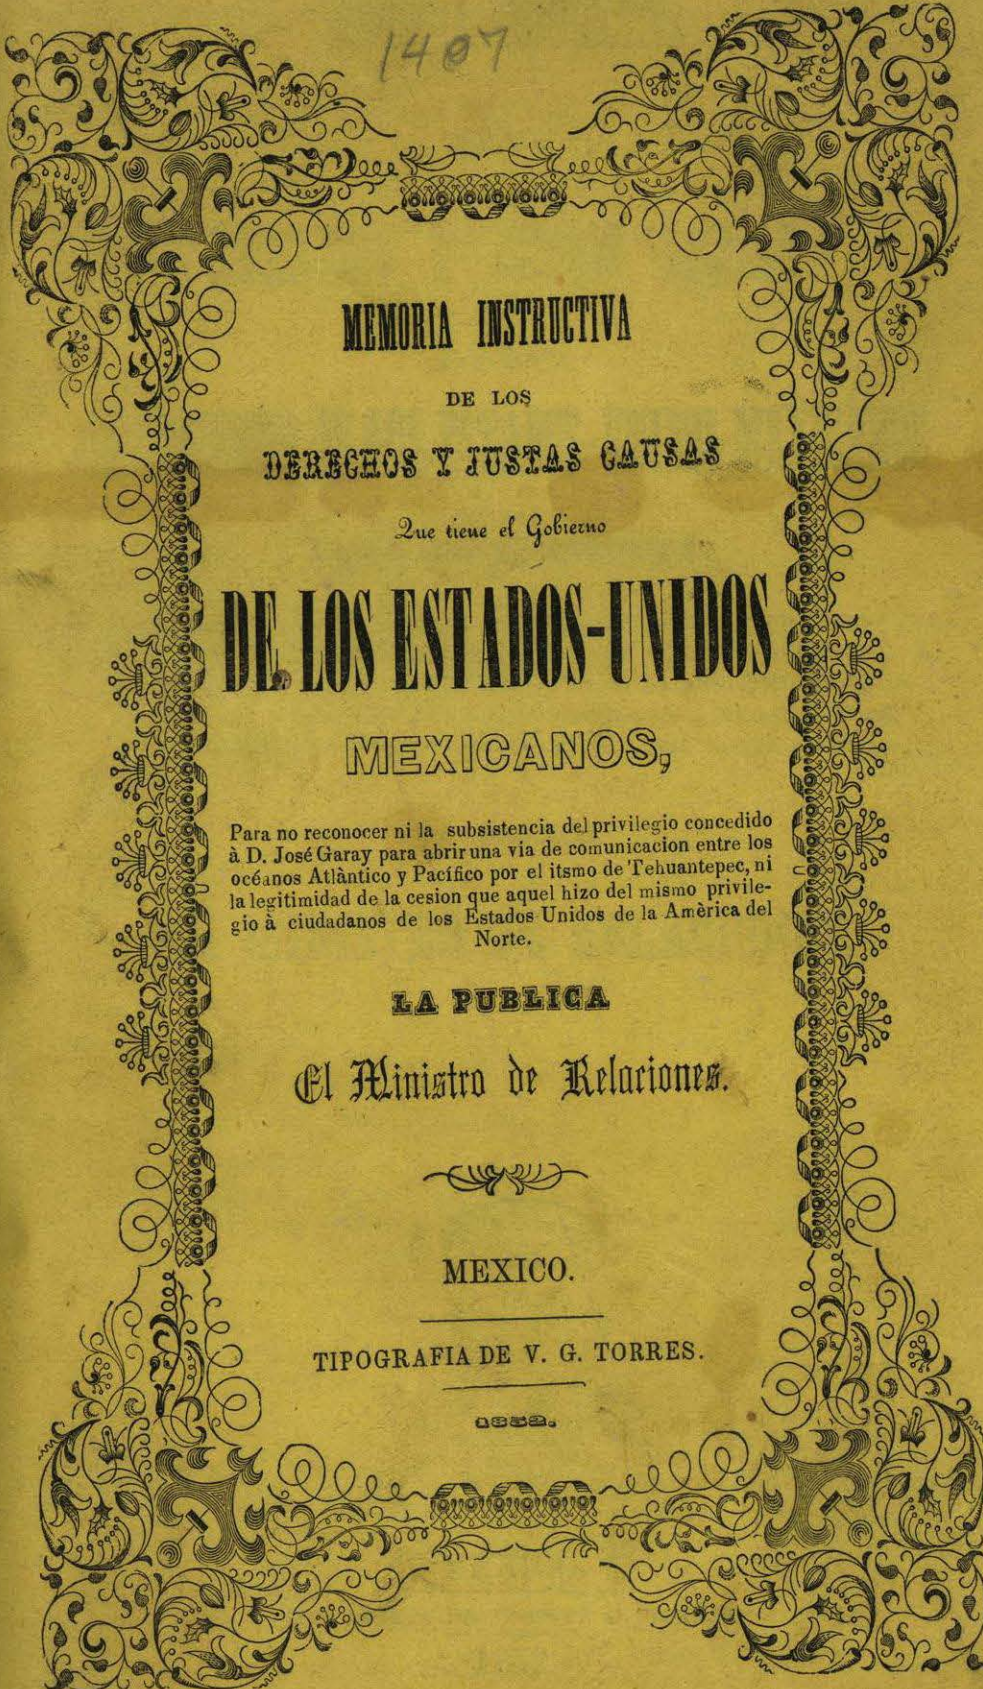 1407
MEMORIA INSTRUCTIVA
DE LOS
DERECHOS Y JUSTAS CAUSAS
Que tiene el Gobierno
DE LOS ESTADOS-UNIDOS
MEXICANOS,
Para no reconocer ni la subsistencia del privilegio concedido
à D. José Garay para abrir una via de comunicacion entre los
océanos Atlàntico y Pacífico por el itsmo de Tehuantepec, ni
la legitimidad de la cesion que aquel hizo del mismo privile-
gio à ciudadanos de los Estados Unidos de la Amèrica del
Norte.
LA PUBLICA
El Ministro de Relaciones.
MEXICO.
TIPOGRAFIA DE V. G. TORRES.
1852.